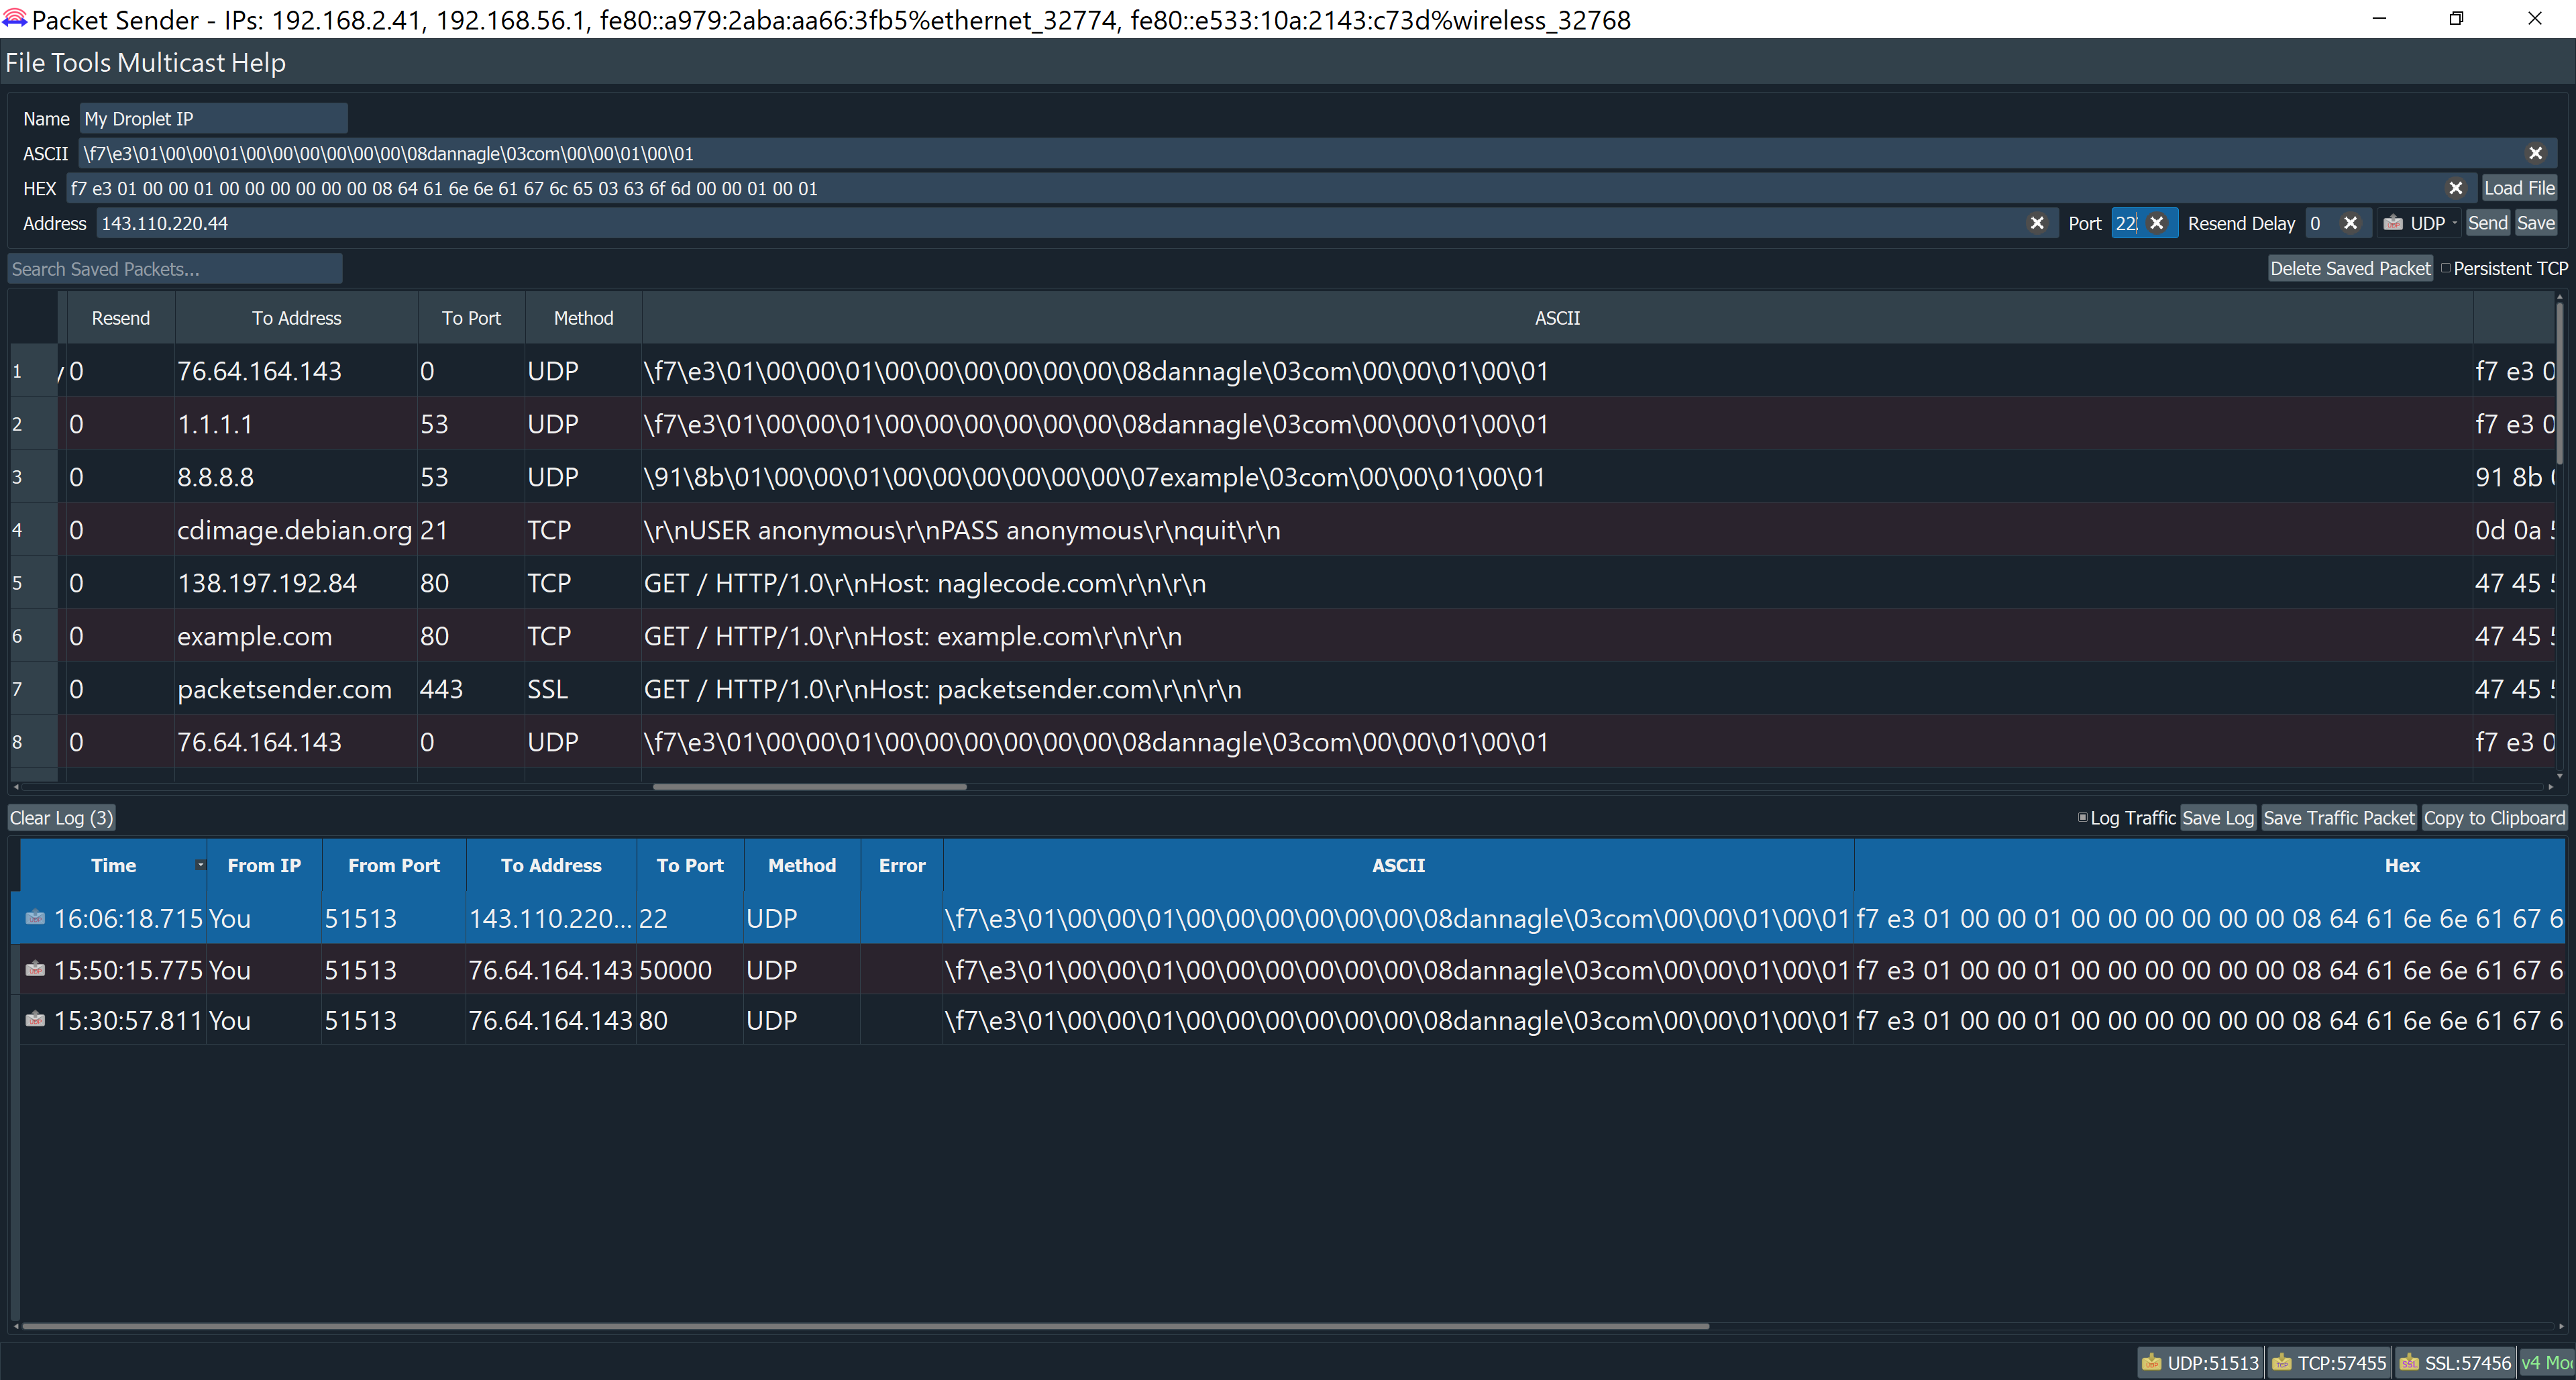 Packet Sender - IPs: 192.168.2.41, 192.168.56.1, fe80::a979:2aba:aa66:3fb5%ethernet_32774, fe80::e533:10a:2143:c73d%wireless_32768
File Tools Multicast Help
Name My Droplet IP
ASCII \f7\e3\01\00\00\01\00\00\00\00\00\00\08dannagle\03com\00\00\01\00\01
HEX f7 e3 01 00 00 01 00 00 00 00 00 00 08 64 61 6e 6e 61 67 6c 65 03 63 6f 6d 00 00 01 00 01 Load File
Address 143.110.220.44 Port 22 Resend Delay 0 UDP Send Save
Search Saved Packets... Delete Saved Packet Persistent TCP
Resend To Address To Port Method ASCII
1 y 0 76.64.164.143 0 UDP \f7\e3\01\00\00\01\00\00\00\00\00\00\08dannagle\03com\00\00\01\00\01 f7 e3 0
2 0 1.1.1.1 53 UDP \f7\e3\01\00\00\01\00\00\00\00\00\00\08dannagle\03com\00\00\01\00\01 f7 e3 0
3 0 8.8.8.8 53 UDP \91\8b\01\00\00\01\00\00\00\00\00\00\07example\03com\00\00\01\00\01 91 8b 0
4 0 cdimage.debian.org 21 TCP \r\nUSER anonymous\r\nPASS anonymous\r\nquit\r\n 0d 0a 5
5 0 138.197.192.84 80 TCP GET / HTTP/1.0\r\nHost: naglecode.com\r\n\r\n 47 45 5
6 0 example.com 80 TCP GET / HTTP/1.0\r\nHost: example.com\r\n\r\n 47 45 5
7 0 packetsender.com 443 SSL GET / HTTP/1.0\r\nHost: packetsender.com\r\n\r\n 47 45 5
8 0 76.64.164.143 0 UDP \f7\e3\01\00\00\01\00\00\00\00\00\00\08dannagle\03com\00\00\01\00\01 f7 e3 0
Clear Log (3) Log Traffic Save Log Save Traffic Packet Copy to Clipboard
Time From IP From Port To Address To Port Method Error ASCII Hex
16:06:18.715 You 51513 143.110.220... 22 UDP \f7\e3\01\00\00\01\00\00\00\00\00\00\08dannagle\03com\00\00\01\00\01 f7 e3 01 00 00 01 00 00 00 00 00 00 08 64 61 6e 6e 61 67 6
15:50:15.775 You 51513 76.64.164.143 50000 UDP \f7\e3\01\00\00\01\00\00\00\00\00\00\08dannagle\03com\00\00\01\00\01 f7 e3 01 00 00 01 00 00 00 00 00 00 08 64 61 6e 6e 61 67 6
15:30:57.811 You 51513 76.64.164.143 80 UDP \f7\e3\01\00\00\01\00\00\00\00\00\00\08dannagle\03com\00\00\01\00\01 f7 e3 01 00 00 01 00 00 00 00 00 00 08 64 61 6e 6e 61 67 6
UDP:51513 TCP:57455 SSL:57456 v4 Mo